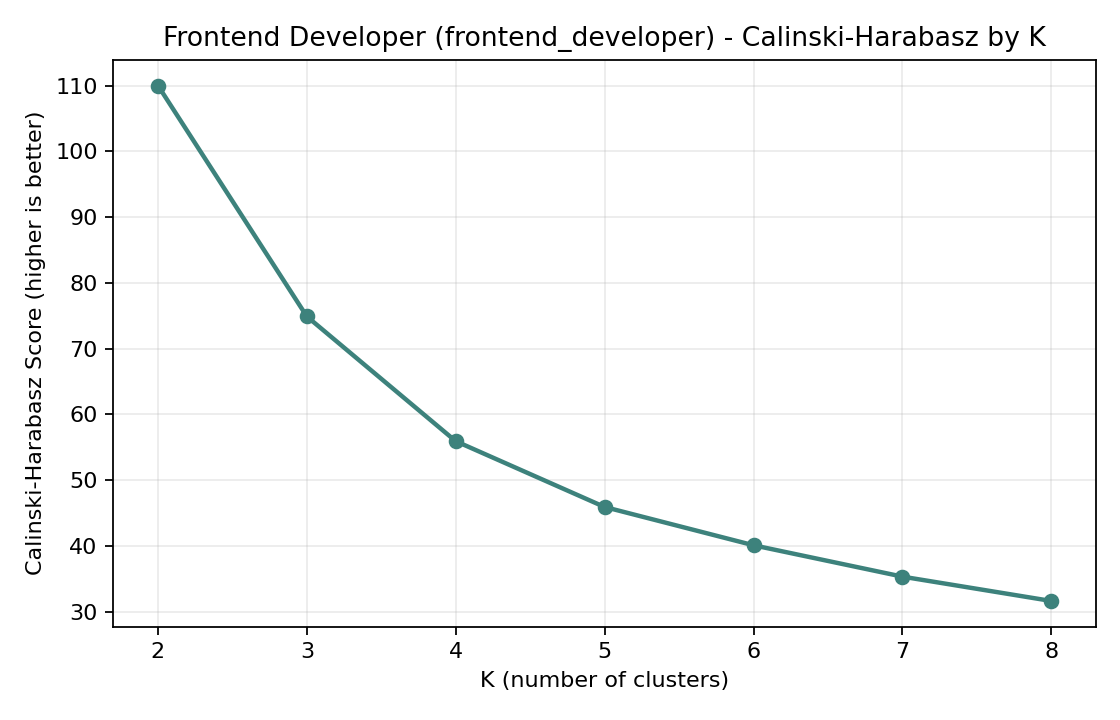 Frontend Developer (frontend_developer) - Calinski-Harabasz by K
Calinski-Harabasz Score (higher is better)
110
100
90
80
70
60
50
40
30
2 3 4 5 6 7 8
K (number of clusters)